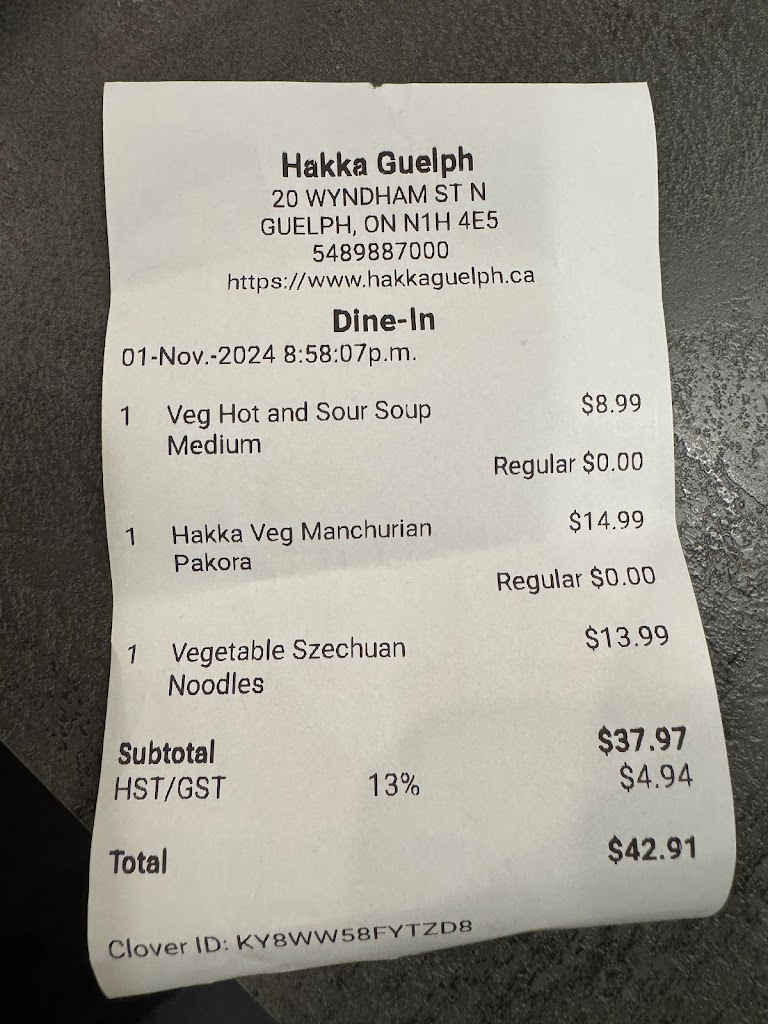 Hakka Guelph
20 WYNDHAM ST N
GUELPH, ON N1H 4E5
5489887000
https://www.hakkaguelph.ca
Dine-In
01-Nov.-2024 8:58:07p.m.
1 Veg Hot and Sour Soup $8.99
Medium
Regular $0.00
1 Hakka Veg Manchurian $14.99
Pakora
Regular $0.00
1 Vegetable Szechuan $13.99
Noodles
Subtotal $37.97
HST/GST 13% $4.94
Total $42.91
Clover ID: KY8WW58FYTZD8